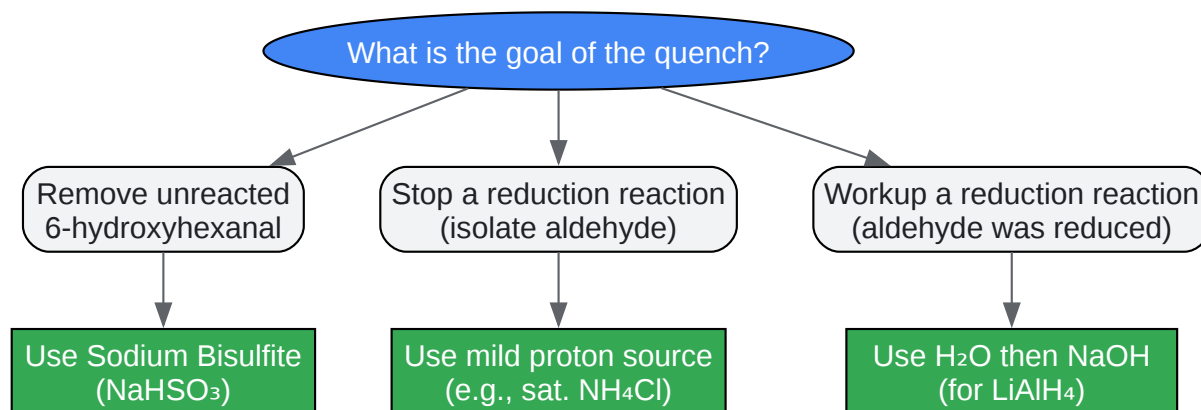 What is the goal of the quench?
Remove unreacted
6-hydroxyhexanal
Stop a reduction reaction
(isolate aldehyde)
Workup a reduction reaction
(aldehyde was reduced)
Use Sodium Bisulfite
(NaHSO₃)
Use mild proton source
(e.g., sat. NH₄Cl)
Use H₂O then NaOH
(for LiAlH₄)